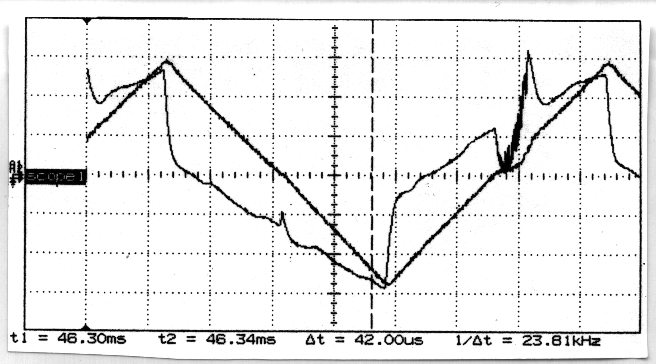 scope1
t1 = 46.30ms t2 = 46.34ms Δt = 42.00us 1/Δt = 23.81kHz